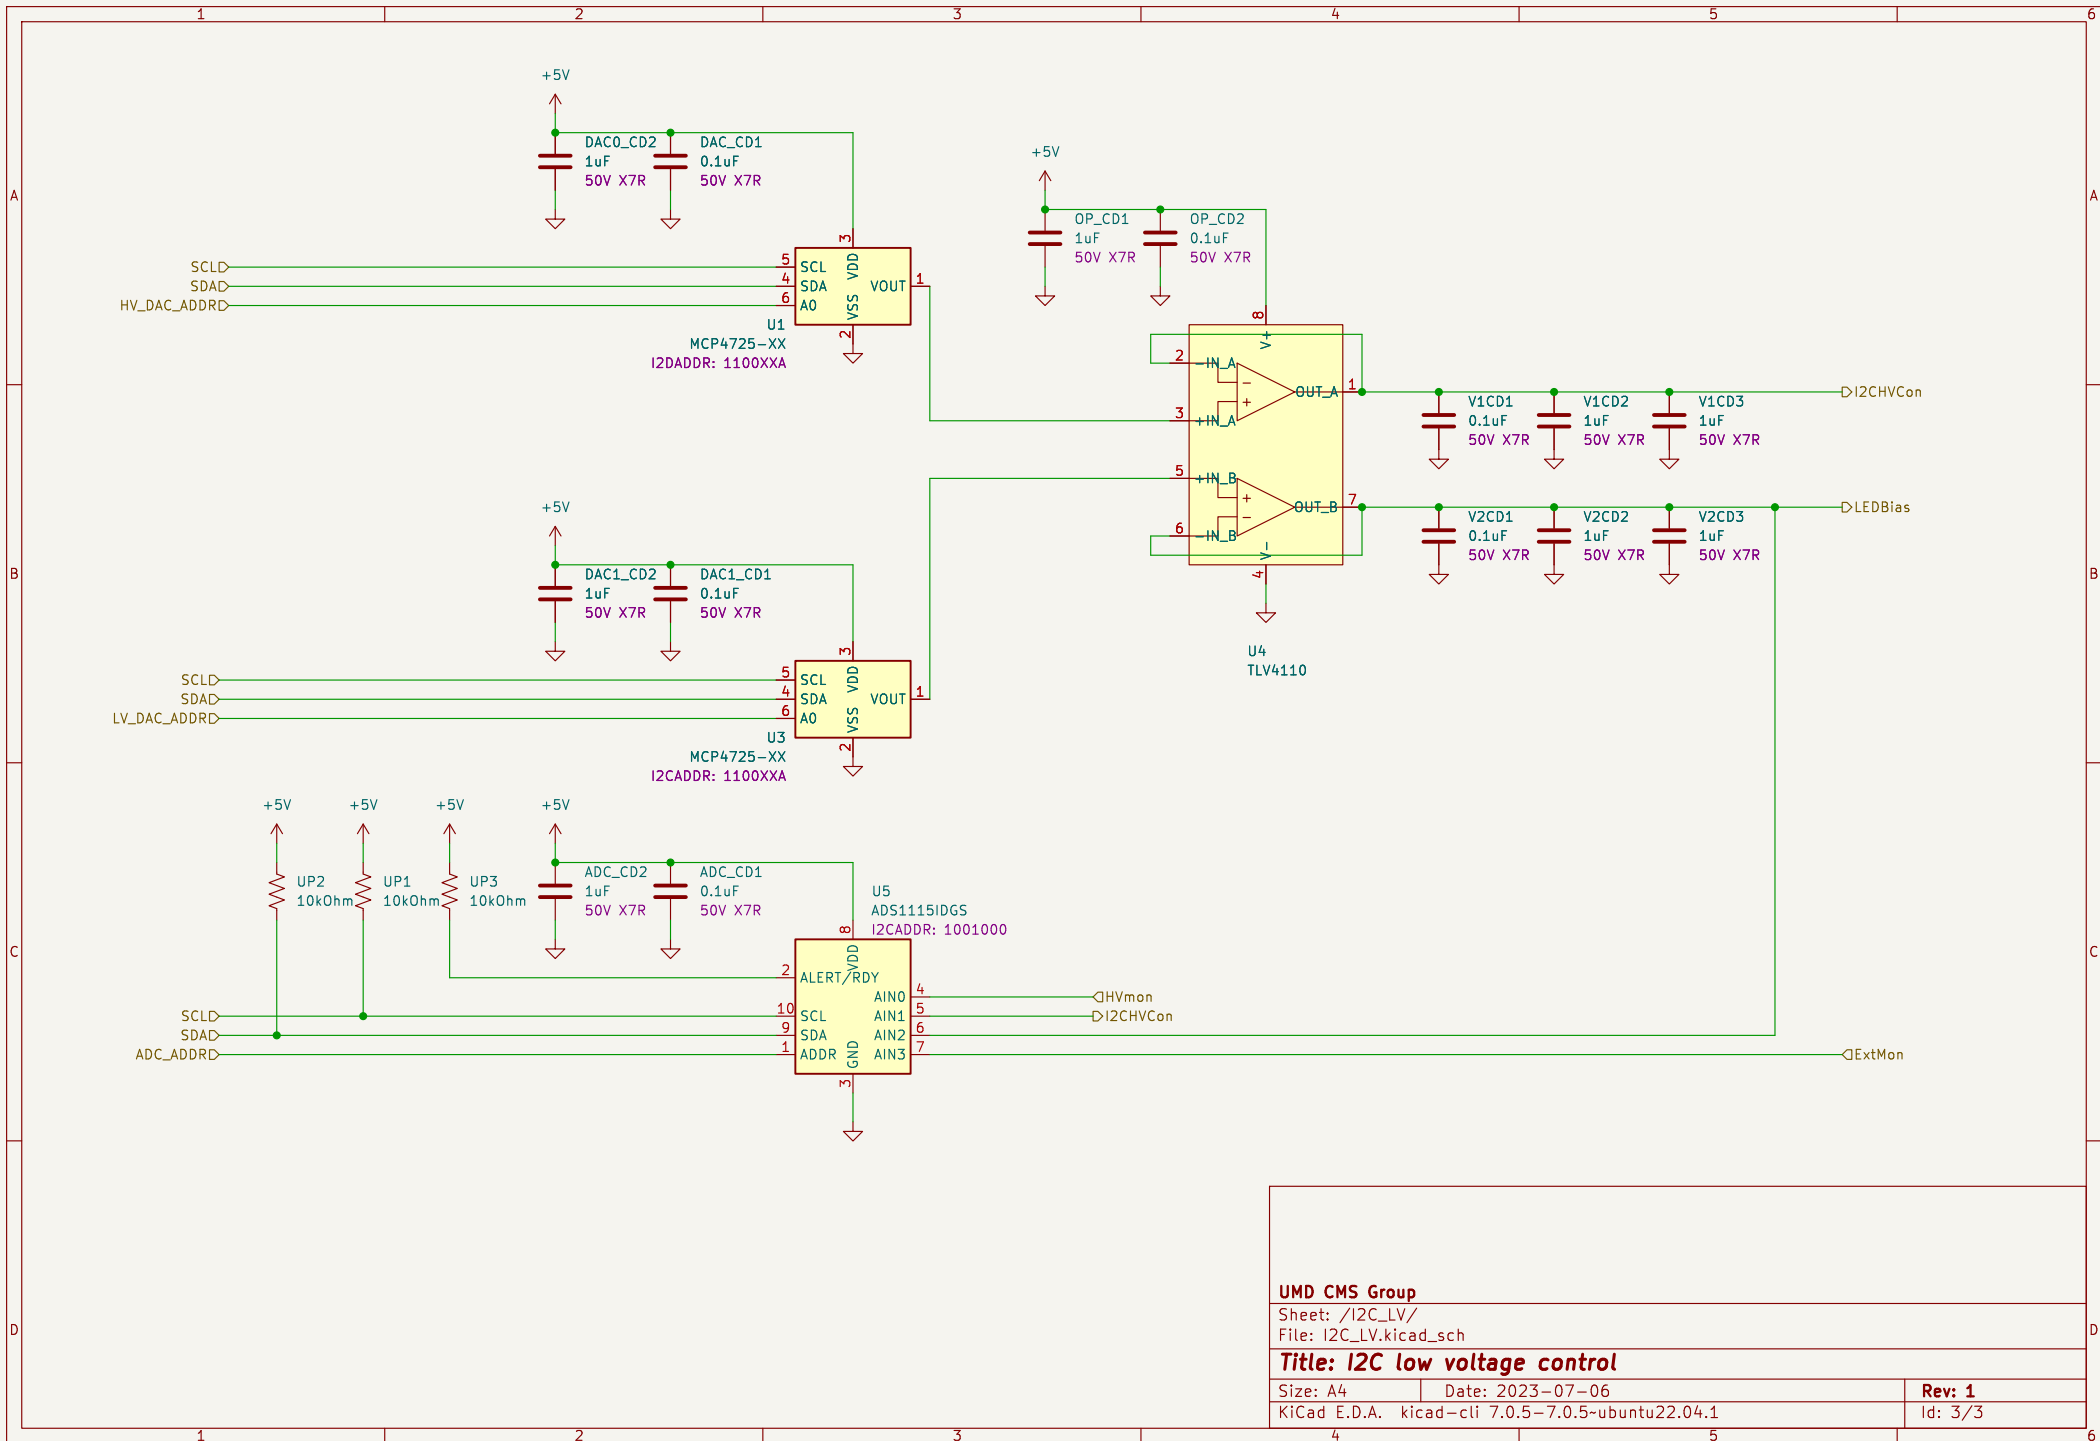 1 2 3 4 5 6
A A
B B
C C
D D
+5V
DAC0_CD2
1uF
50V X7R
DAC_CD1
0.1uF
50V X7R
SCL
SDA
HV_DAC_ADDR
5 SCL
4 SDA
6 A0
3 VDD
VSS 2
VOUT 1
U1
MCP4725-XX
I2DADDR: 1100XXA
+5V
OP_CD1
1uF
50V X7R
OP_CD2
0.1uF
50V X7R
8 V+
2 -IN_A
3 +IN_A
OUT_A 1
- +
5 +IN_B
6 -IN_B
OUT_B 7
+ -
V- 4
U4
TLV4110
V1CD1
0.1uF
50V X7R
V1CD2
1uF
50V X7R
V1CD3
1uF
50V X7R
I2CHVCon
V2CD1
0.1uF
50V X7R
V2CD2
1uF
50V X7R
V2CD3
1uF
50V X7R
LEDBias
+5V
DAC1_CD2
1uF
50V X7R
DAC1_CD1
0.1uF
50V X7R
SCL
SDA
LV_DAC_ADDR
5 SCL
4 SDA
6 A0
3 VDD
VSS 2
VOUT 1
U3
MCP4725-XX
I2CADDR: 1100XXA
+5V +5V +5V +5V
UP2
10kOhm
UP1
10kOhm
UP3
10kOhm
ADC_CD2
1uF
50V X7R
ADC_CD1
0.1uF
50V X7R
U5
ADS1115IDGS
I2CADDR: 1001000
SCL
SDA
ADC_ADDR
8 VDD
2 ALERT/RDY
10 SCL
9 SDA
1 ADDR
GND 3
AIN0 4
AIN1 5
AIN2 6
AIN3 7
HVmon
I2CHVCon
ExtMon
UMD CMS Group
Sheet: /I2C_LV/
File: I2C_LV.kicad_sch
Title: I2C low voltage control
Size: A4 Date: 2023-07-06 Rev: 1
KiCad E.D.A. kicad-cli 7.0.5-7.0.5~ubuntu22.04.1 Id: 3/3
1 2 3 4 5 6